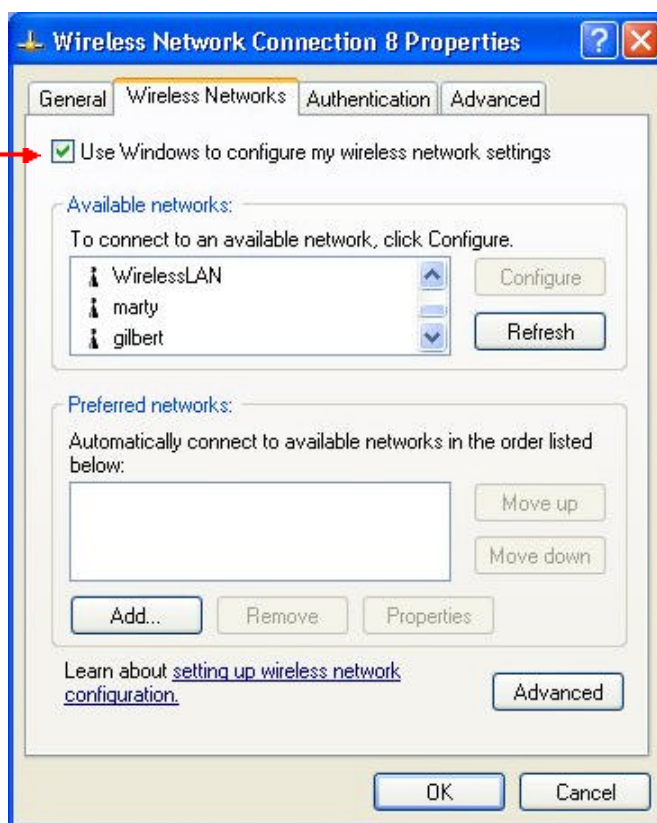 Wireless Network Connection 8 Properties
General Wireless Networks Authentication Advanced
Use Windows to configure my wireless network settings
Available networks:
To connect to an available network, click Configure.
WirelessLAN
marty
gilbert
Configure
Refresh
Preferred networks:
Automatically connect to available networks in the order listed
below:
Move up
Move down
Add... Remove Properties
Learn about setting up wireless network
configuration.
Advanced
OK Cancel